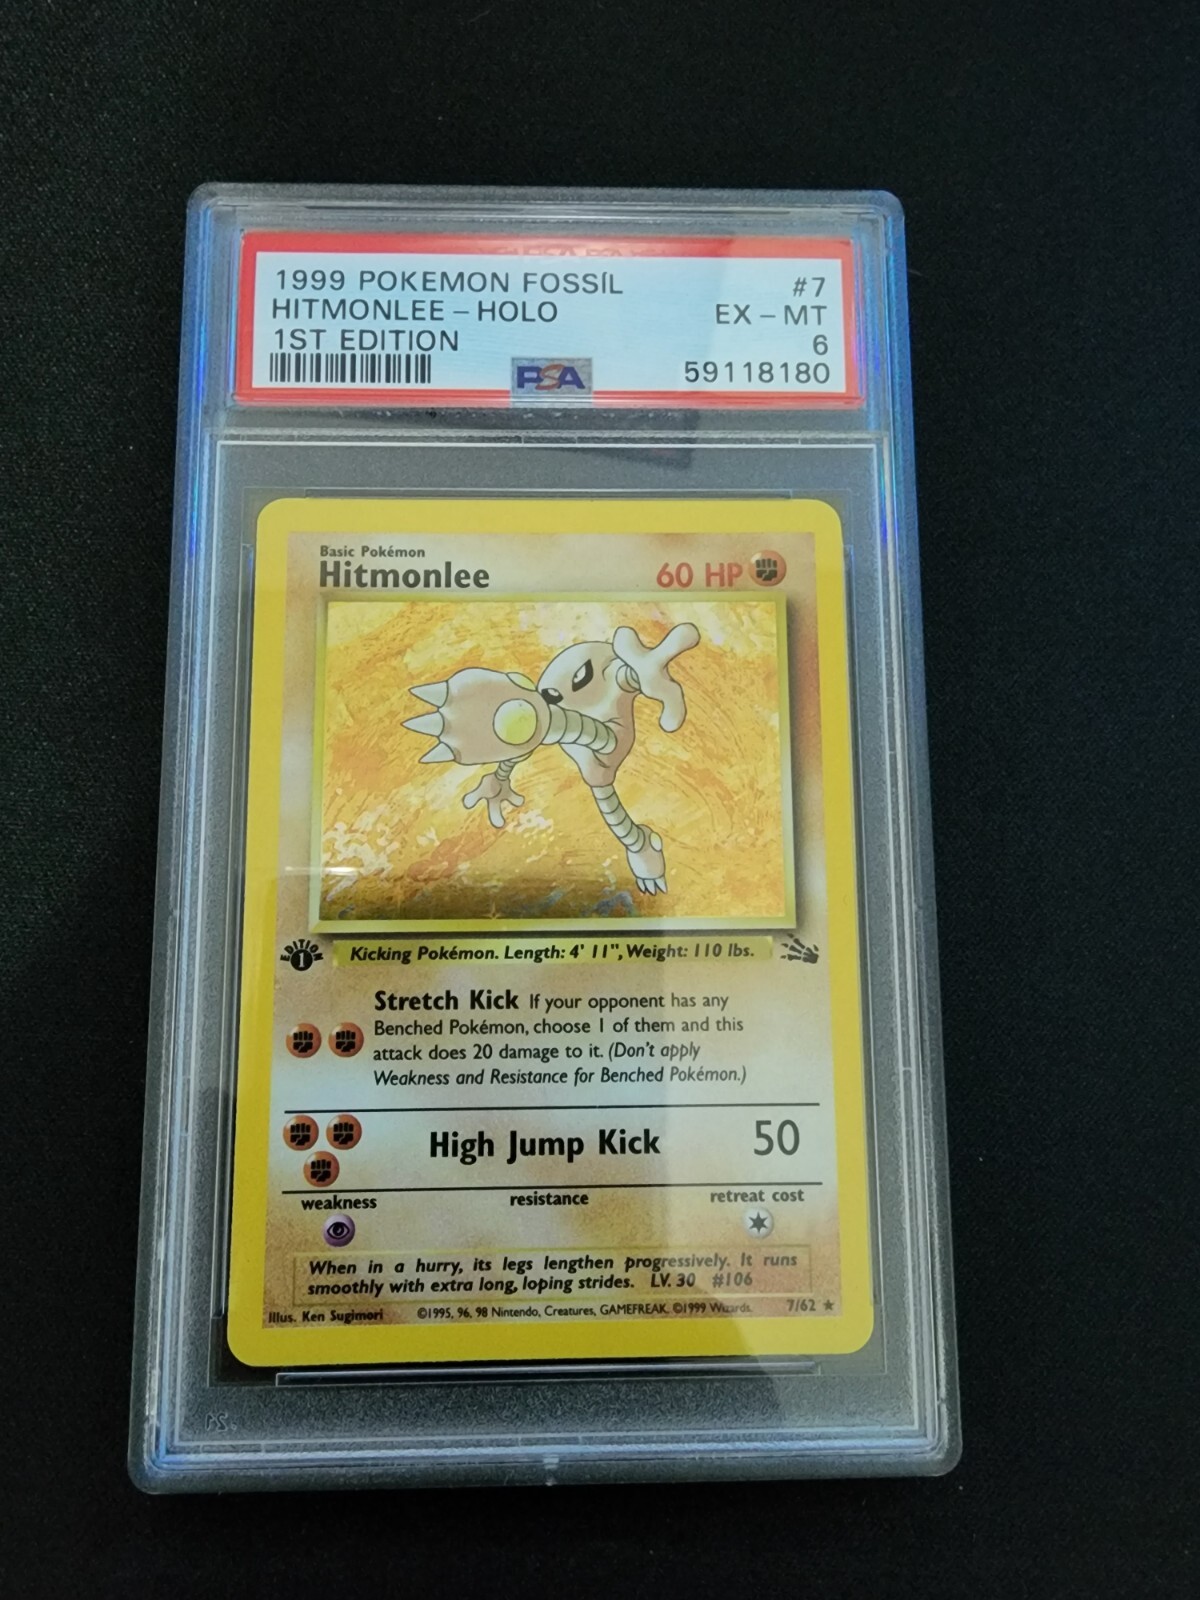 1999 POKEMON FOSSIL #7
HITMONLEE - HOLO EX - MT
1ST EDITION 6
PSA 59118180
Basic Pokémon
Hitmonlee 60 HP
EDITION 1
Kicking Pokémon. Length: 4' 11", Weight: 110 lbs.
Stretch Kick If your opponent has any
Benched Pokémon, choose 1 of them and this
attack does 20 damage to it. (Don't apply
Weakness and Resistance for Benched Pokémon.)
High Jump Kick 50
weakness resistance retreat cost
When in a hurry, its legs lengthen progressively. It runs
smoothly with extra long, loping strides. LV. 30 #106
Illus. Ken Sugimori ©1995, 96, 98 Nintendo, Creatures, GAMEFREAK. ©1999 Wizards. 7/62 ★